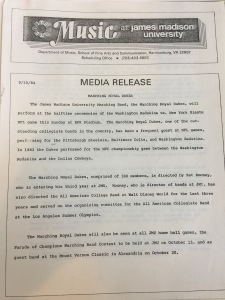 Music at james madison
university
Department of Music, School of Fine Arts and Communication, Harrisonburg, VA 22807
Scheduling Office (703)
9/10/84
MEDIA RELEASE
MARCHING ROYAL DUKES
The James Madison University Marching Band, the Marching Royal Dukes, will
perform at the halftime ceremonies of the Washington Redskins vs. New York Giants
NFL game this Sunday at RFK Stadium. The Marching Royal Dukes, one of the out-
standing collegiate bands in the country, has been a frequent guest at NFL games,
performing for the Pittsburgh Steelers, Baltimore Colts, and Washington Redskins.
In 1983 the Dukes performed for the NFC championship game between the Washington
Redskins and the Dallas Cowboys.
The Marching Royal Dukes, comprised of members, is directed by Pat Rooney,
who is entering his third year at JMU. Rooney, who is director of bands at JMU, has
also directed the All American College Band at Walt Disney World for the last three
years and served on the organizing committee for the All American Collegiate Band
at the Los Angeles Summer Olympics.
The Marching Royal Dukes will also be seen at all JMU home ball games, the
Parade of Champions Marching Band Contest to be held at JMU on October 13, and as
guest band at the Mount Vernon Classic in Alexandria on October 20.